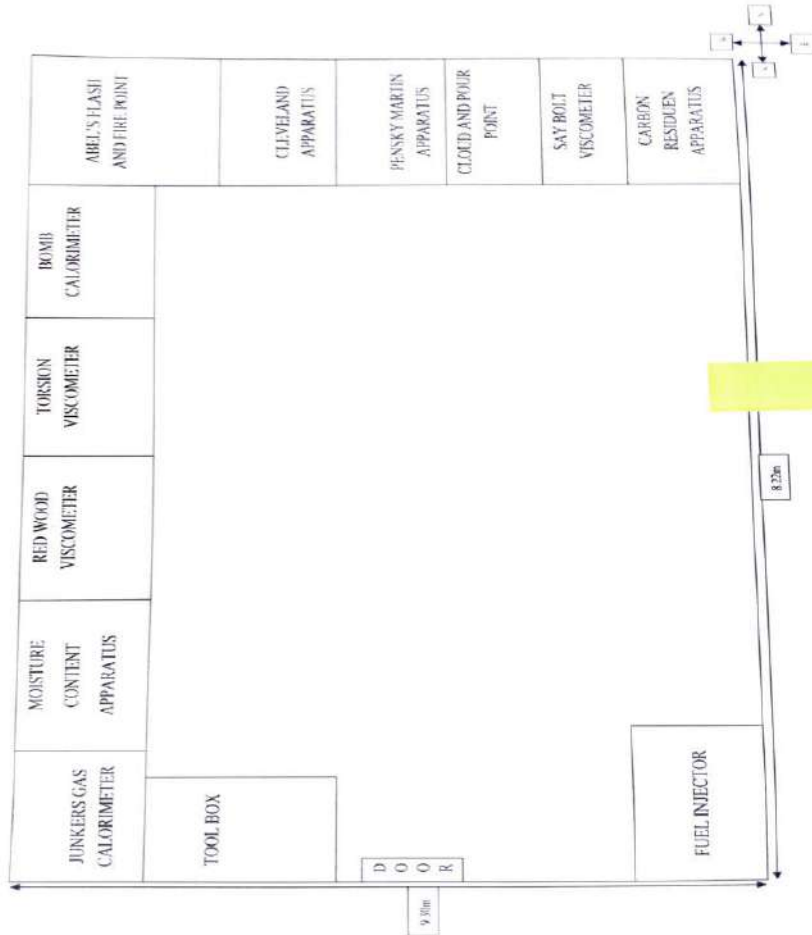 ABEL'S FLASH
AND FIRE POINT
BOMB
CALORIMETER
TORSION
VISCOMETER
RED WOOD
VISCOMETER
MOISTURE
CONTENT
APPARATUS
JUNKERS GAS
CALORIMETER
CLEVELAND
APPARATUS
PENSKY MARTIN
APPARATUS
CLOUD AND POUR
POINT
SAY BOLT
VISCOMETER
CARBON
RESIDUEN
APPARATUS
TOOL BOX
DOOR
FUEL INJECTOR
9.30m
8.22m